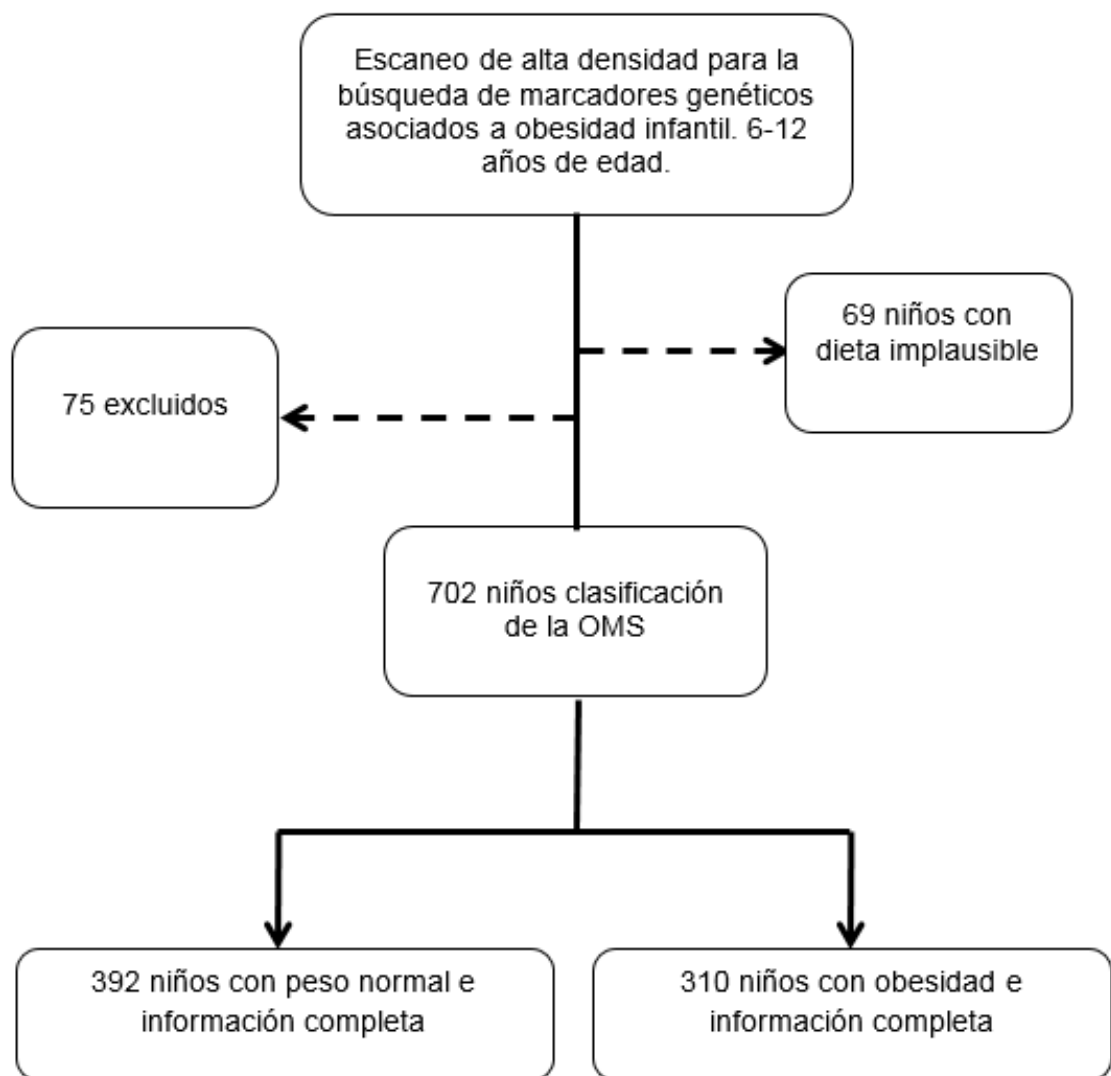 Escaneo de alta densidad para la
búsqueda de marcadores genéticos
asociados a obesidad infantil. 6-12
años de edad.
69 niños con
dieta implausible
75 excluidos
702 niños clasificación
de la OMS
392 niños con peso normal e
información completa
310 niños con obesidad e
información completa